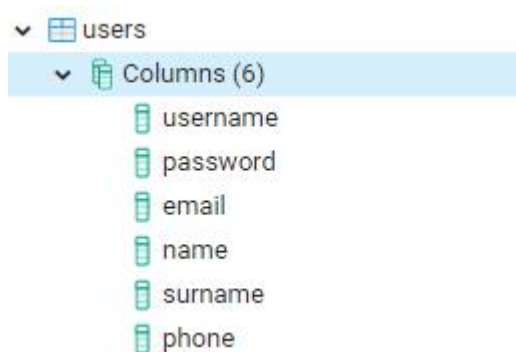 users
Columns (6)
username
password
email
name
surname
phone